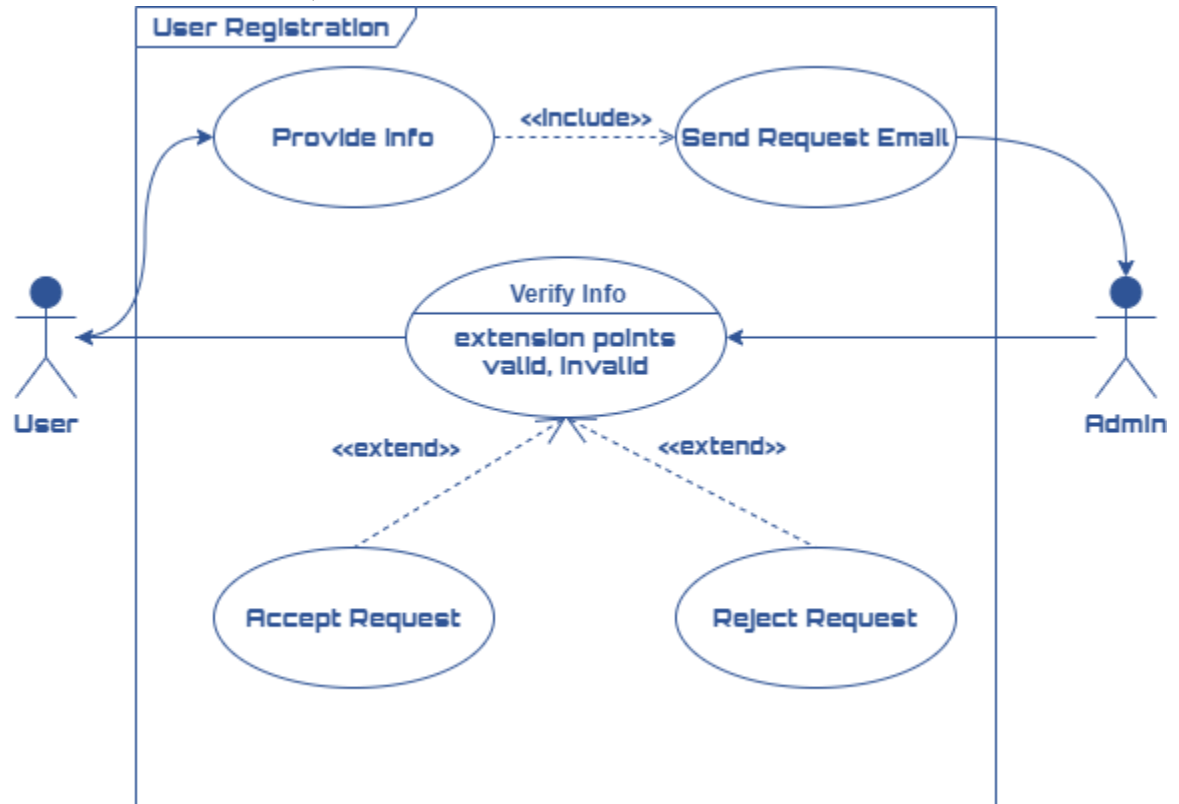 User Registration
<<Include>>
Provide Info
Send Request Email
Verify Info
extension points
valid, Invalid
User
Admin
<<extend>>
<<extend>>
Accept Request
Reject Request